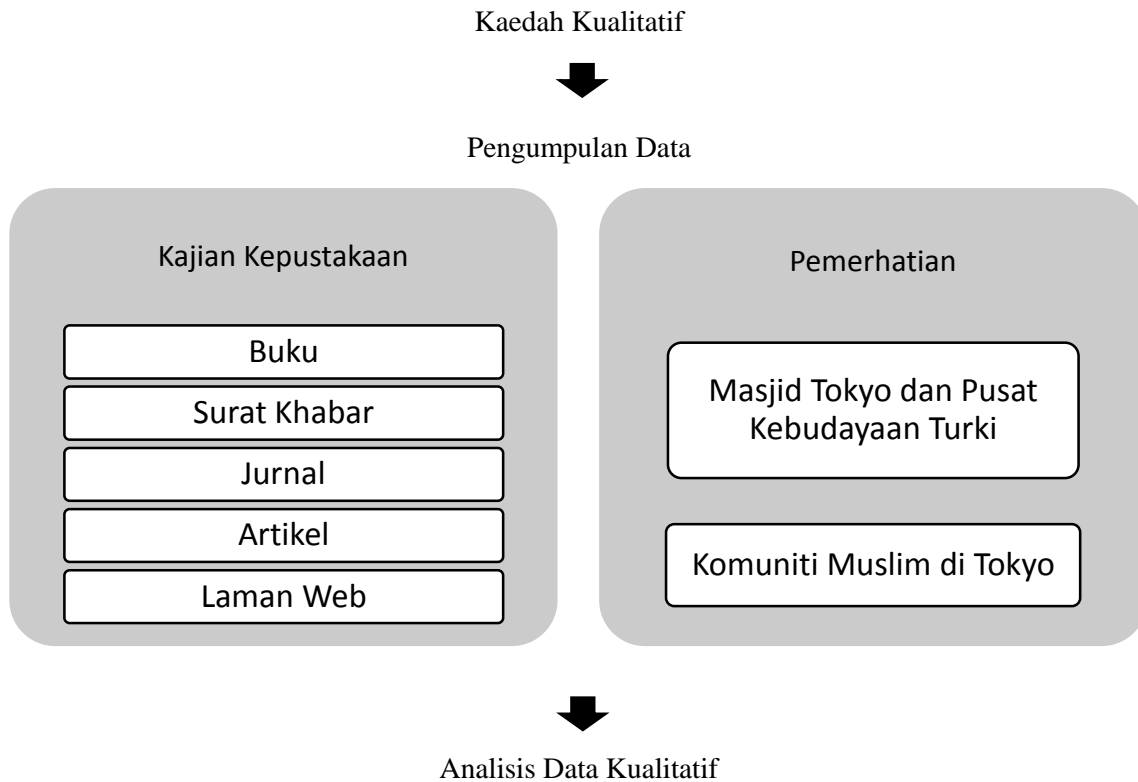 Kaedah Kualitatif
Pengumpulan Data
Kajian Kepustakaan
Buku
Surat Khabar
Jurnal
Artikel
Laman Web
Pemerhatian
Masjid Tokyo dan Pusat
Kebudayaan Turki
Komuniti Muslim di Tokyo
Analisis Data Kualitatif